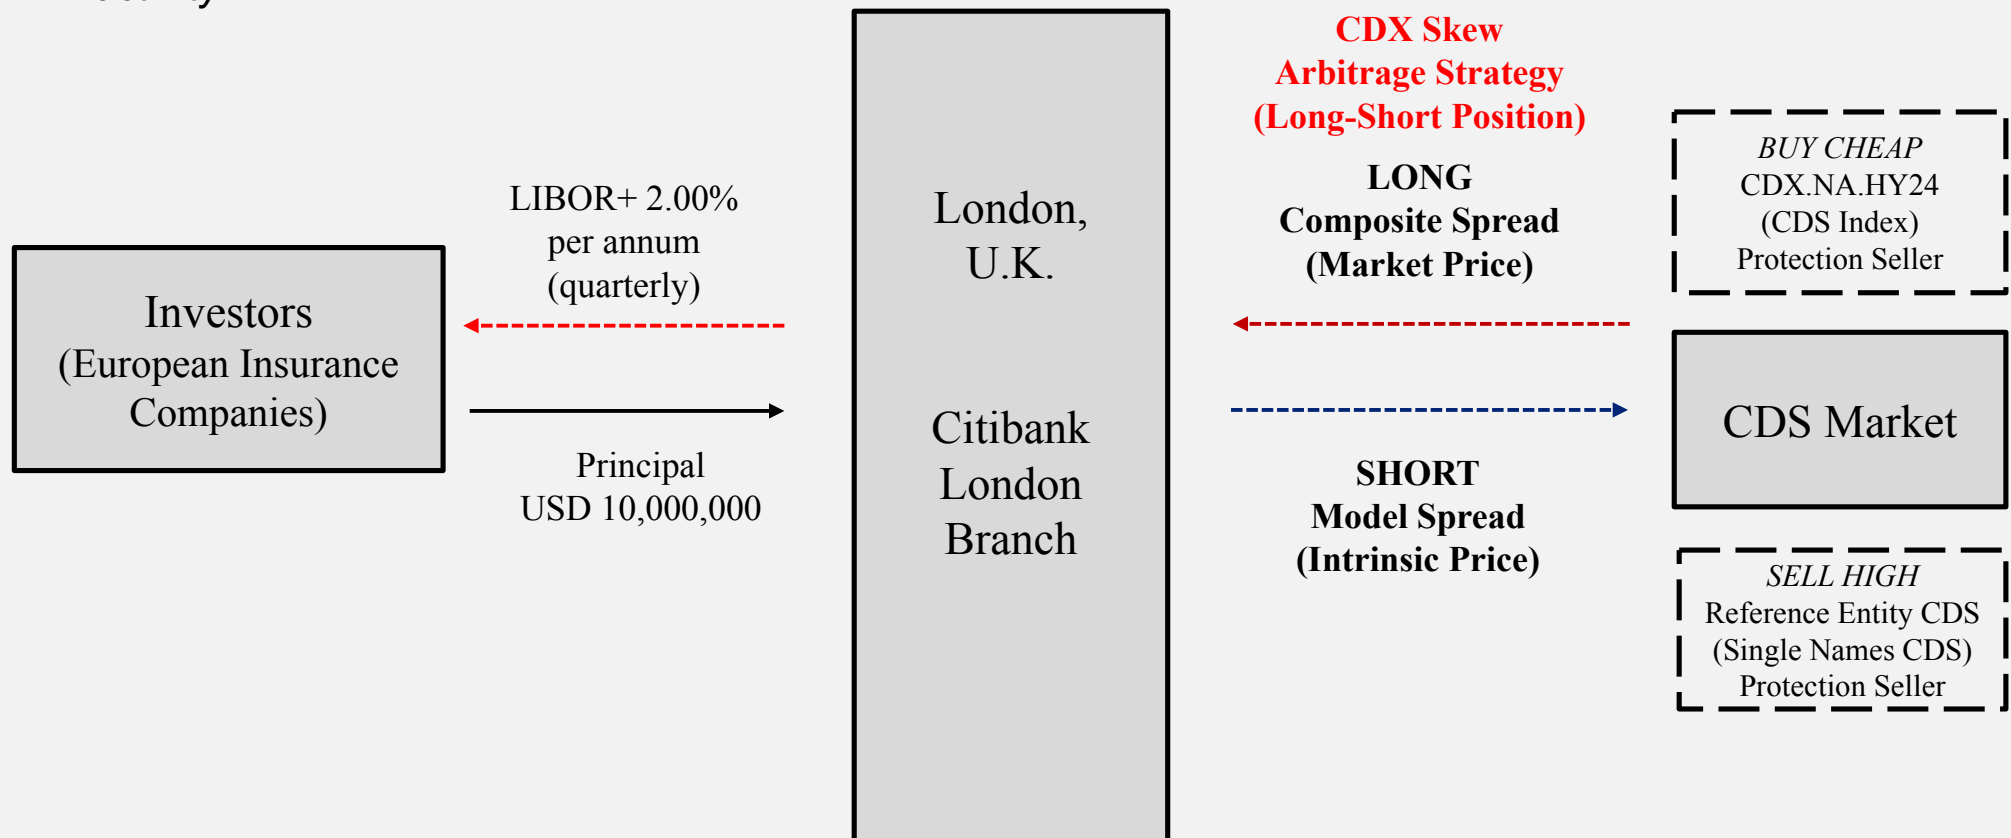 Investors
(European Insurance
Companies)
LIBOR+ 2.00%
per annum
(quarterly)
Principal
USD 10,000,000
London,
U.K.
Citibank
London
Branch
CDX Skew
Arbitrage Strategy
(Long-Short Position)
LONG
Composite Spread
(Market Price)
SHORT
Model Spread
(Intrinsic Price)
BUY CHEAP
CDX.NA.HY24
(CDS Index)
Protection Seller
CDS Market
SELL HIGH
Reference Entity CDS
(Single Names CDS)
Protection Seller